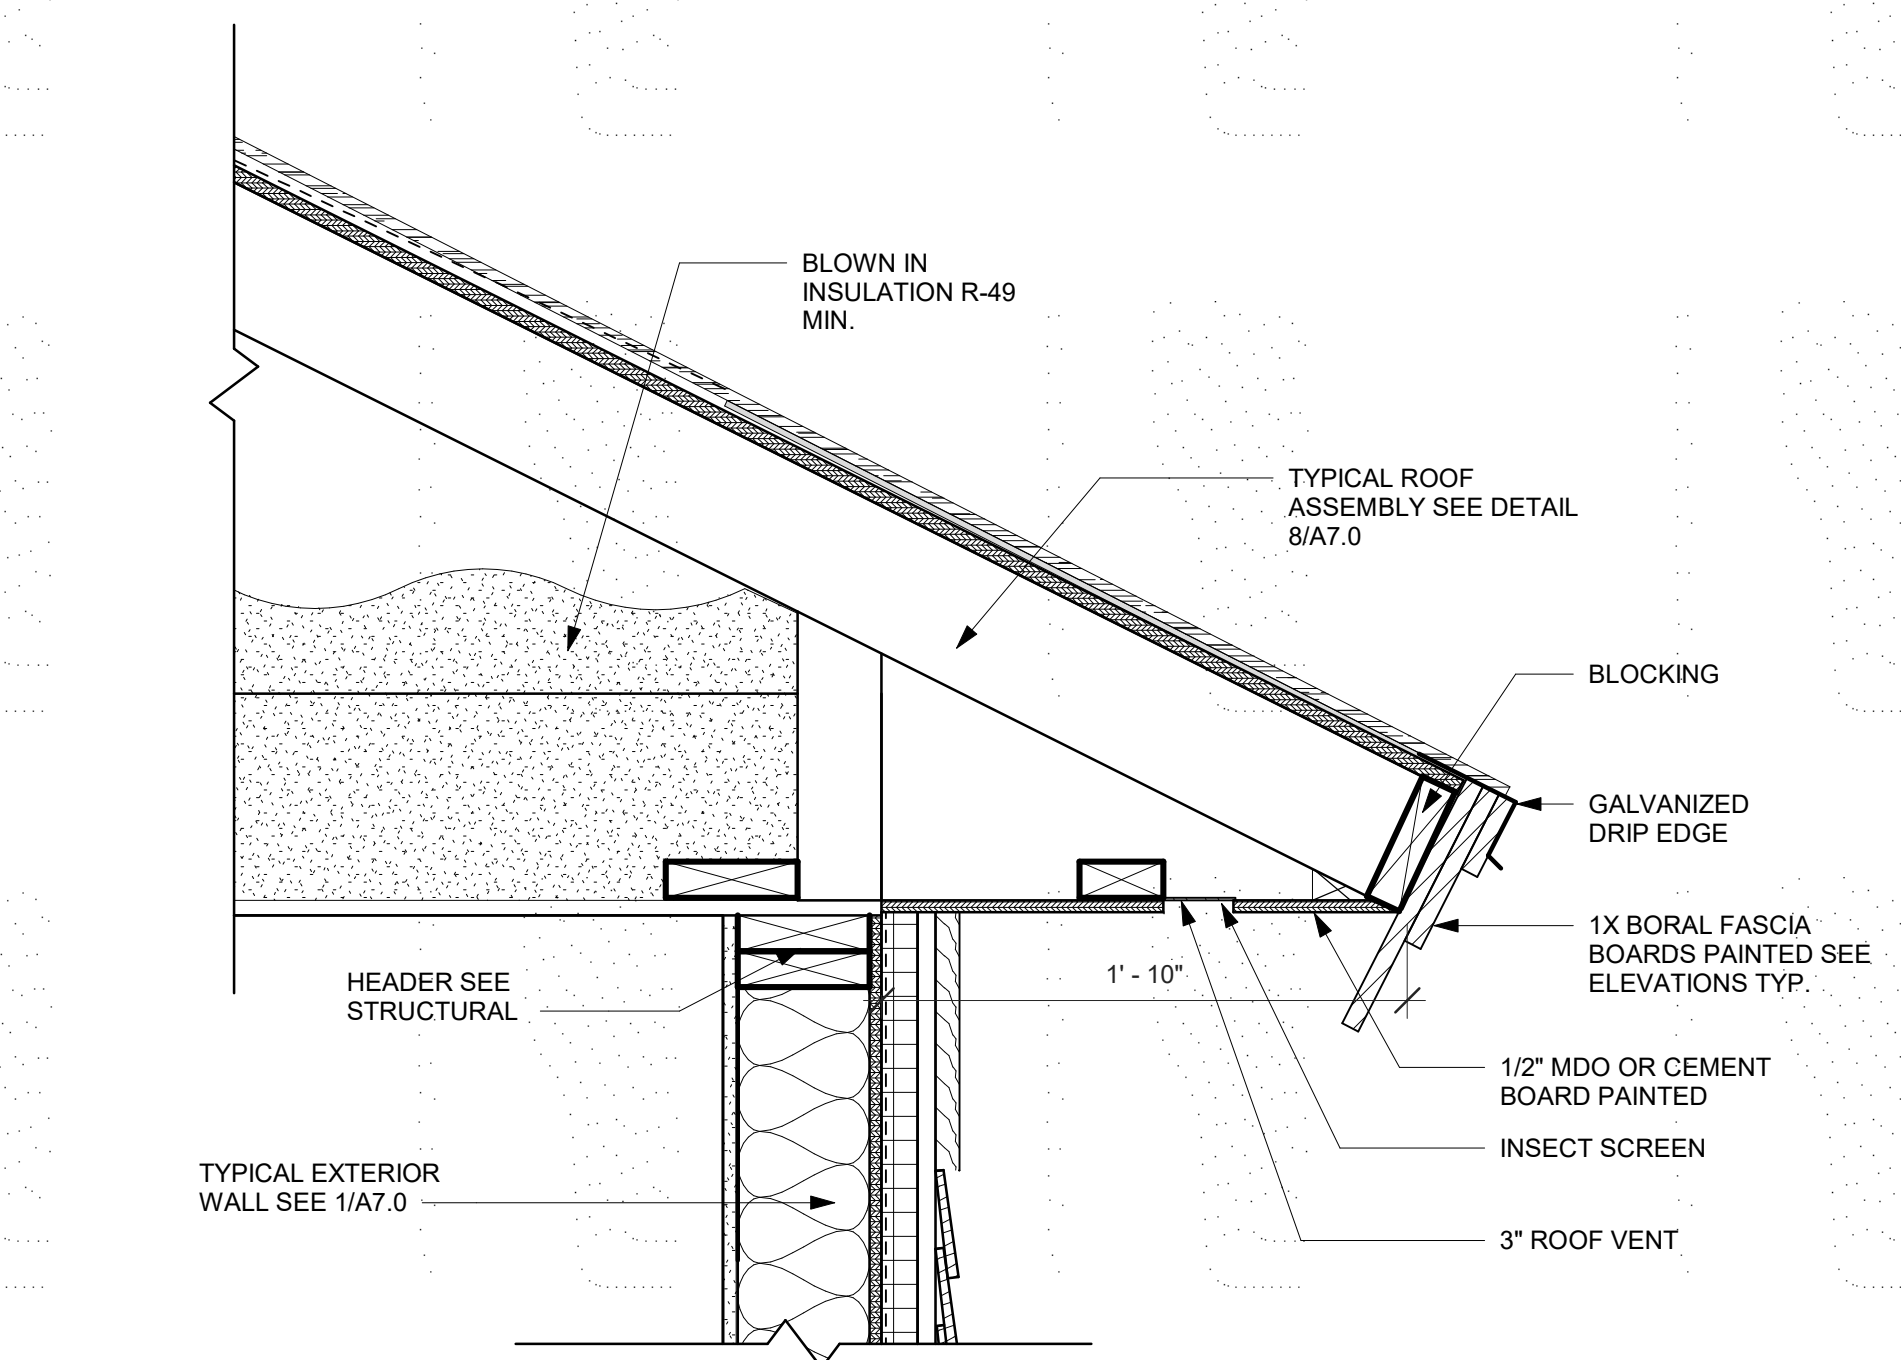 BLOWN IN
INSULATION R-49
MIN.
TYPICAL ROOF
ASSEMBLY SEE DETAIL
8/A7.0
BLOCKING
GALVANIZED
DRIP EDGE
1X BORAL FASCIA
BOARDS PAINTED SEE
ELEVATIONS TYP.
1' - 10"
HEADER SEE
STRUCTURAL
1/2" MDO OR CEMENT
BOARD PAINTED
INSECT SCREEN
TYPICAL EXTERIOR
WALL SEE 1/A7.0
3" ROOF VENT